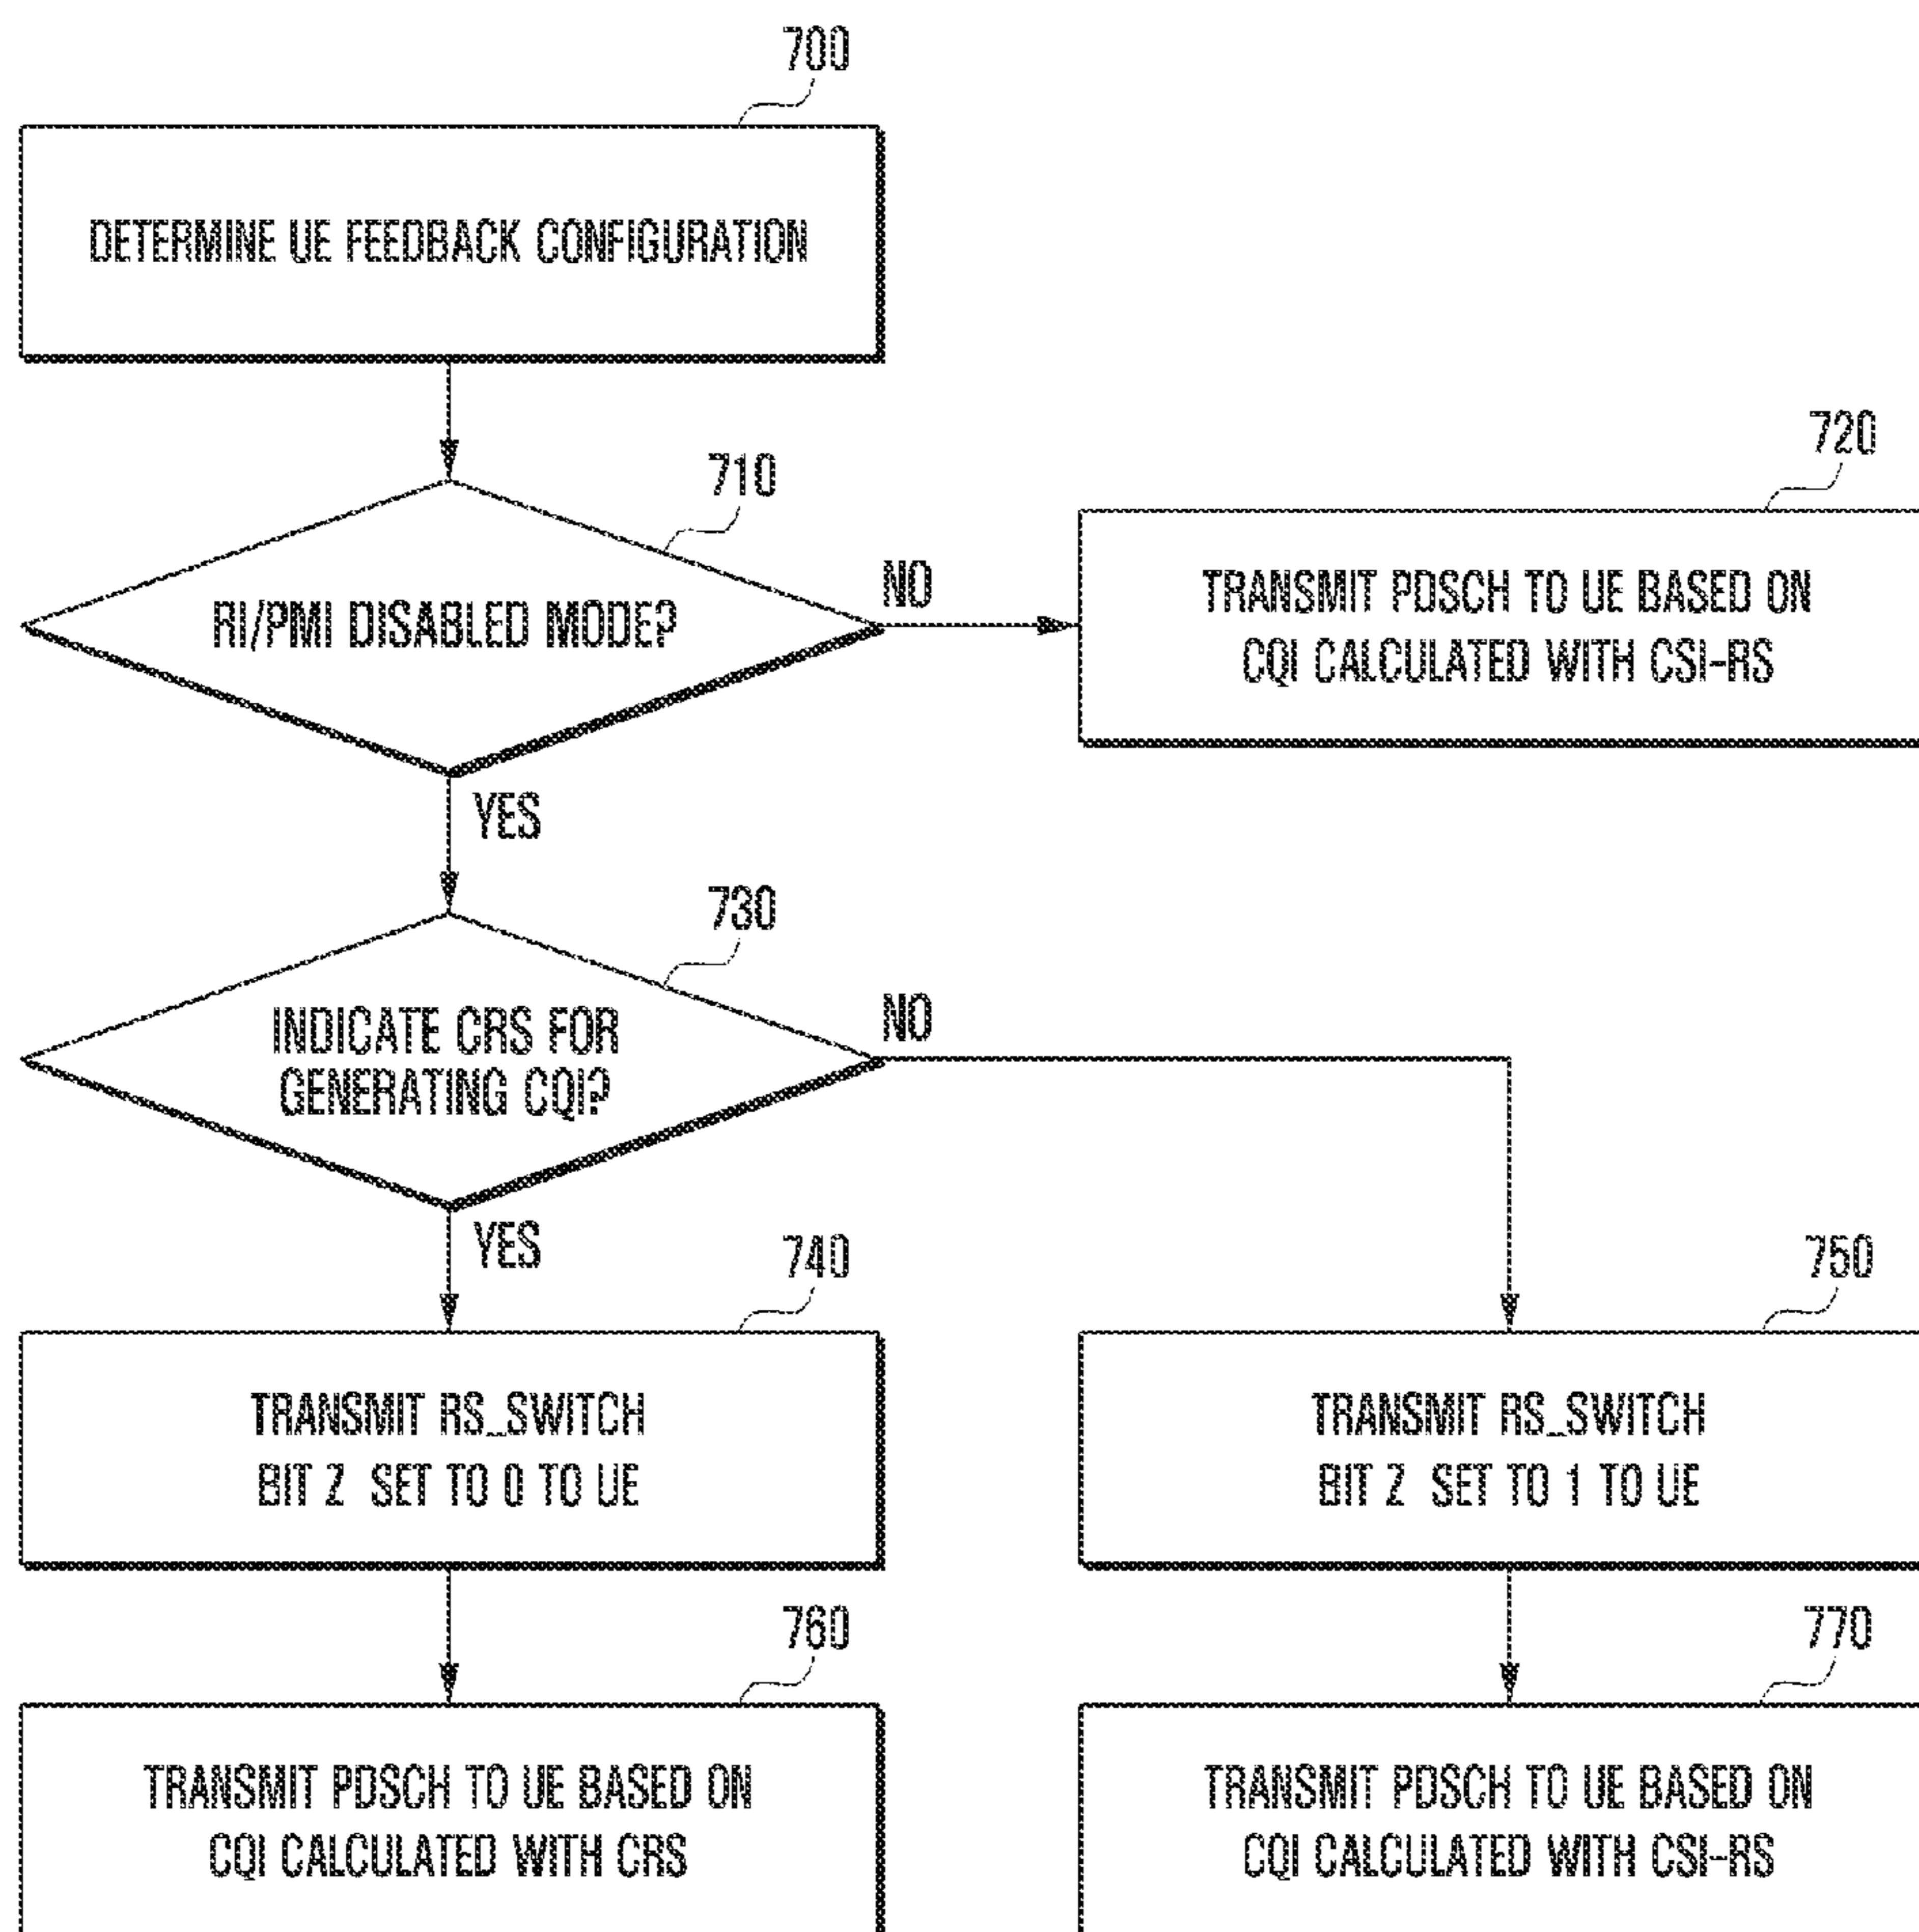 700
DETERMINE UE FEEDBACK CONFIGURATION
710
RI/PMI DISABLED MODE?
NO
720
TRANSMIT PDSCH TO UE BASED ON
CQI CALCULATED WITH CSI-RS
YES
730
INDICATE CRS FOR
GENERATING CQI?
NO
YES
740
TRANSMIT RS_SWITCH
BIT Z SET TO 0 TO UE
750
TRANSMIT RS_SWITCH
BIT Z SET TO 1 TO UE
760
TRANSMIT PDSCH TO UE BASED ON
CQI CALCULATED WITH CRS
770
TRANSMIT PDSCH TO UE BASED ON
CQI CALCULATED WITH CSI-RS